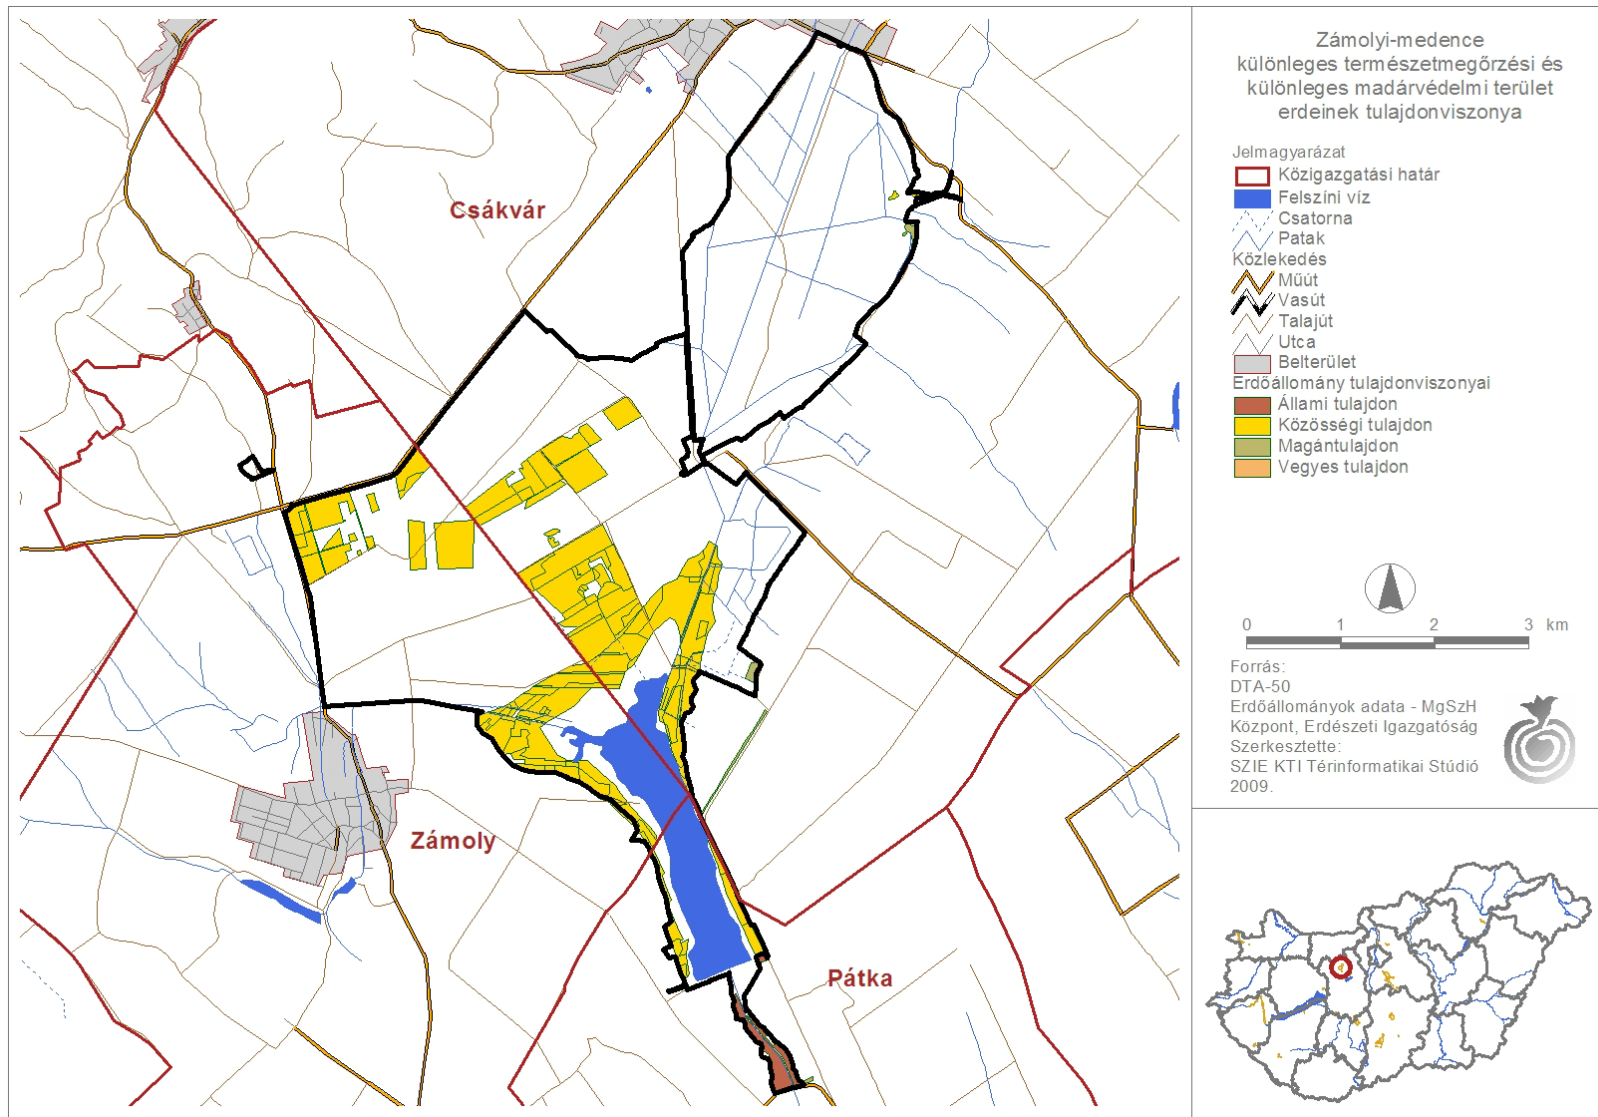 Zámolyi-medence
különleges természetmegőrzési és
különleges madárvédelmi terület
erdeinek tulajdonviszonya
Jelmagyarázat
Közigazgatási határ
Felszíni víz
Csatorna
Patak
Közlekedés
Műút
Vasút
Talajút
Utca
Belterület
Erdőállomány tulajdonviszonyai
Állami tulajdon
Közösségi tulajdon
Magántulajdon
Vegyes tulajdon
0 1 2 3 km
Forrás:
DTA-50
Erdőállományok adata - MgSzH
Központ, Erdészeti Igazgatóság
Szerkesztette:
SZIE KTI Térinformatikai Stúdió
2009.
Csákvár
Zámoly
Pátka